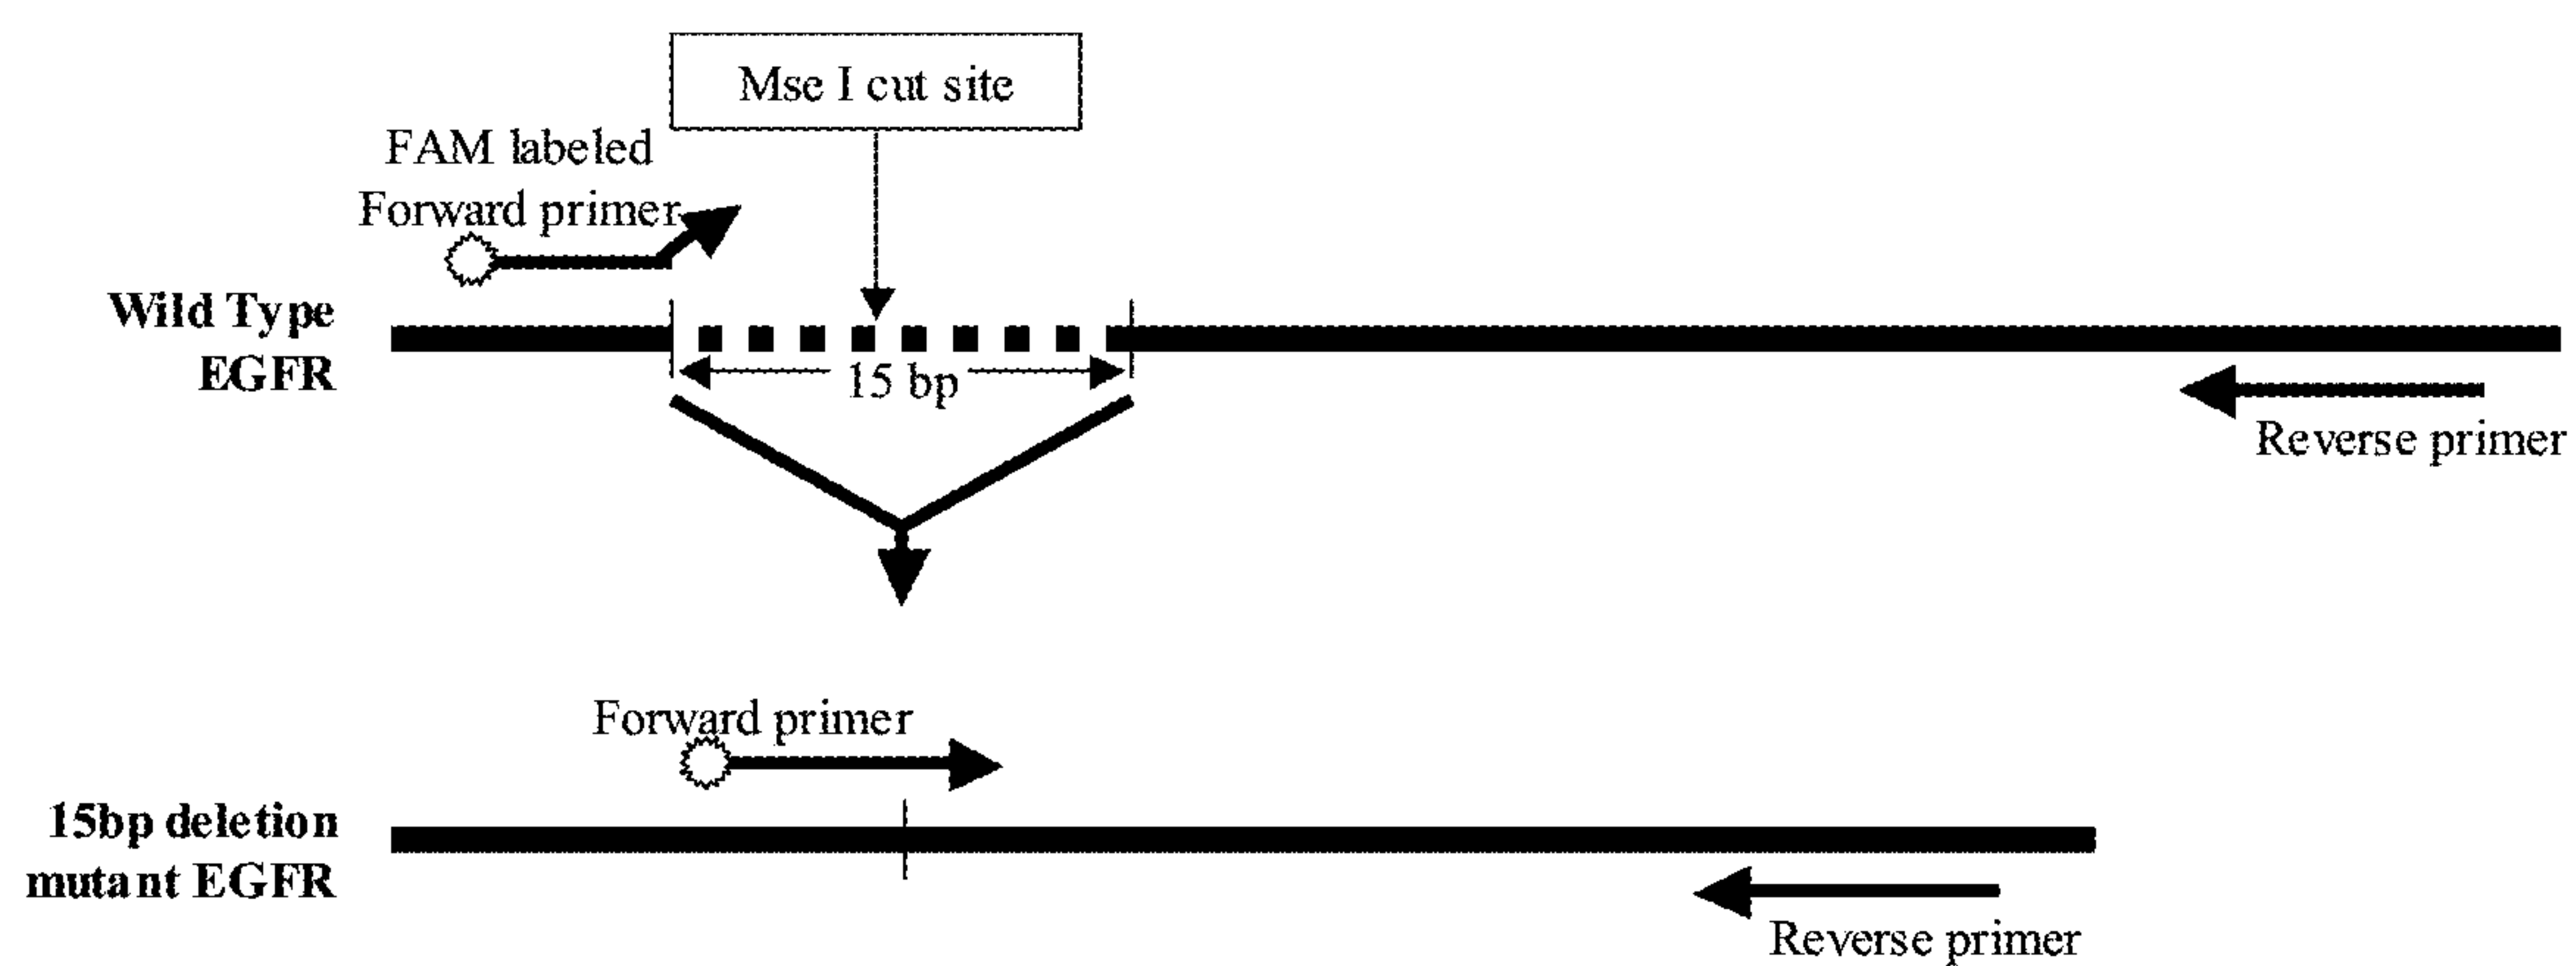 Mse I cut site
FAM labeled
Forward primer
Wild Type
EGFR
15 bp
Reverse primer
Forward primer
15bp deletion
mutant EGFR
Reverse primer